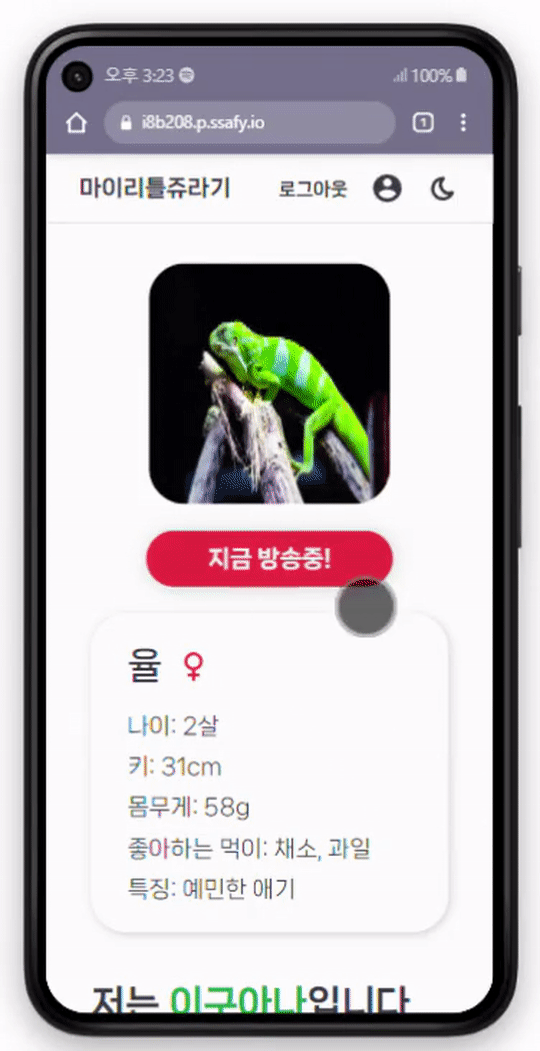 오후 3:23 100%
i8b208.p.ssafy.io 1
마이리틀쥬라기 로그아웃
지금 방송중!
율 ♀
나이: 2살
키: 31cm
몸무게: 58g
좋아하는 먹이: 채소, 과일
특징: 예민한 애기
저는 이구아나입니다